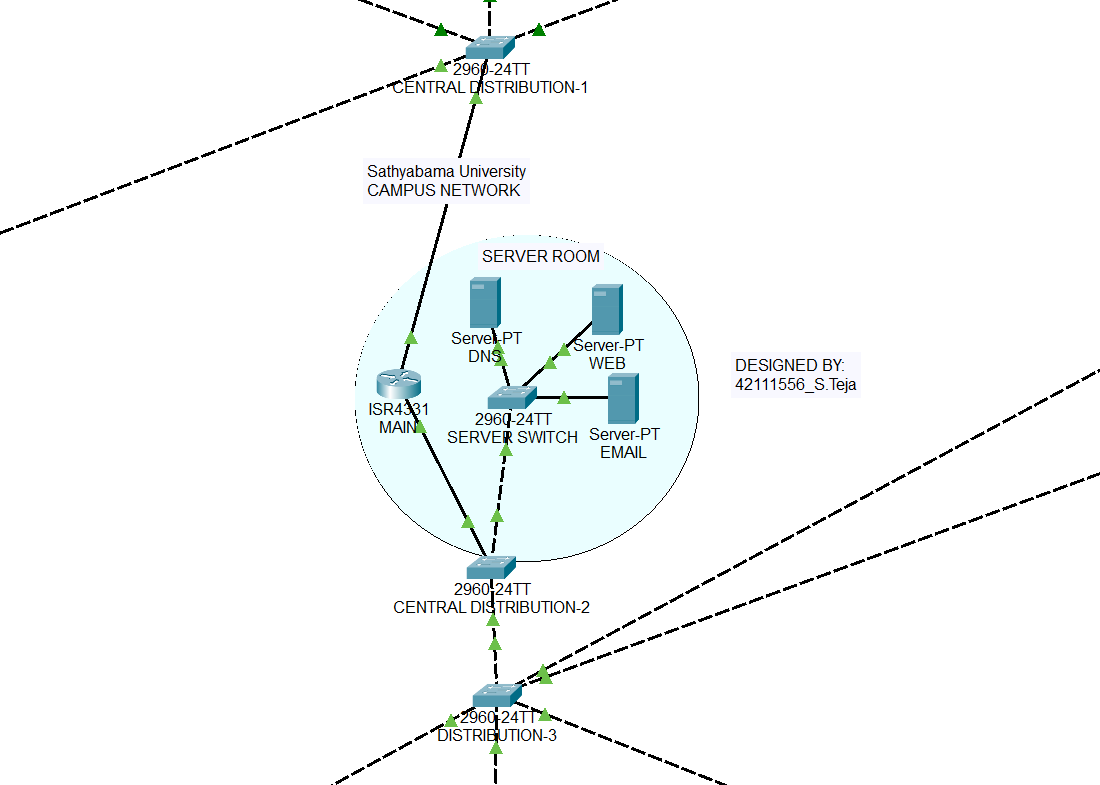 2960-24TT
CENTRAL DISTRIBUTION-1
Sathyabama University
CAMPUS NETWORK
SERVER ROOM
Server-PT
DNS
Server-PT
WEB
DESIGNED BY:
42111556_S.Teja
ISR4331
MAIN
2960-24TT
SERVER SWITCH
Server-PT
EMAIL
2960-24TT
CENTRAL DISTRIBUTION-2
2960-24TT
DISTRIBUTION-3